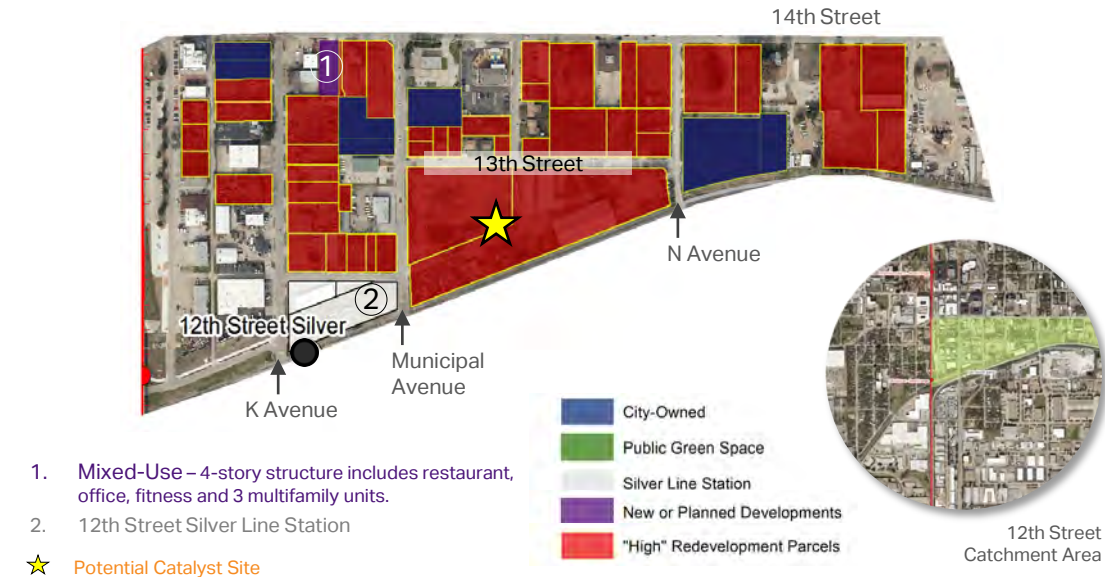 14th Street
1
13th Street
N Avenue
2
12th Street Silver
Municipal
Avenue
K Avenue
City-Owned
Public Green Space
Silver Line Station
New or Planned Developments
"High" Redevelopment Parcels
1. Mixed-Use – 4-story structure includes restaurant,
office, fitness and 3 multifamily units.
2. 12th Street Silver Line Station
Potential Catalyst Site
12th Street
Catchment Area